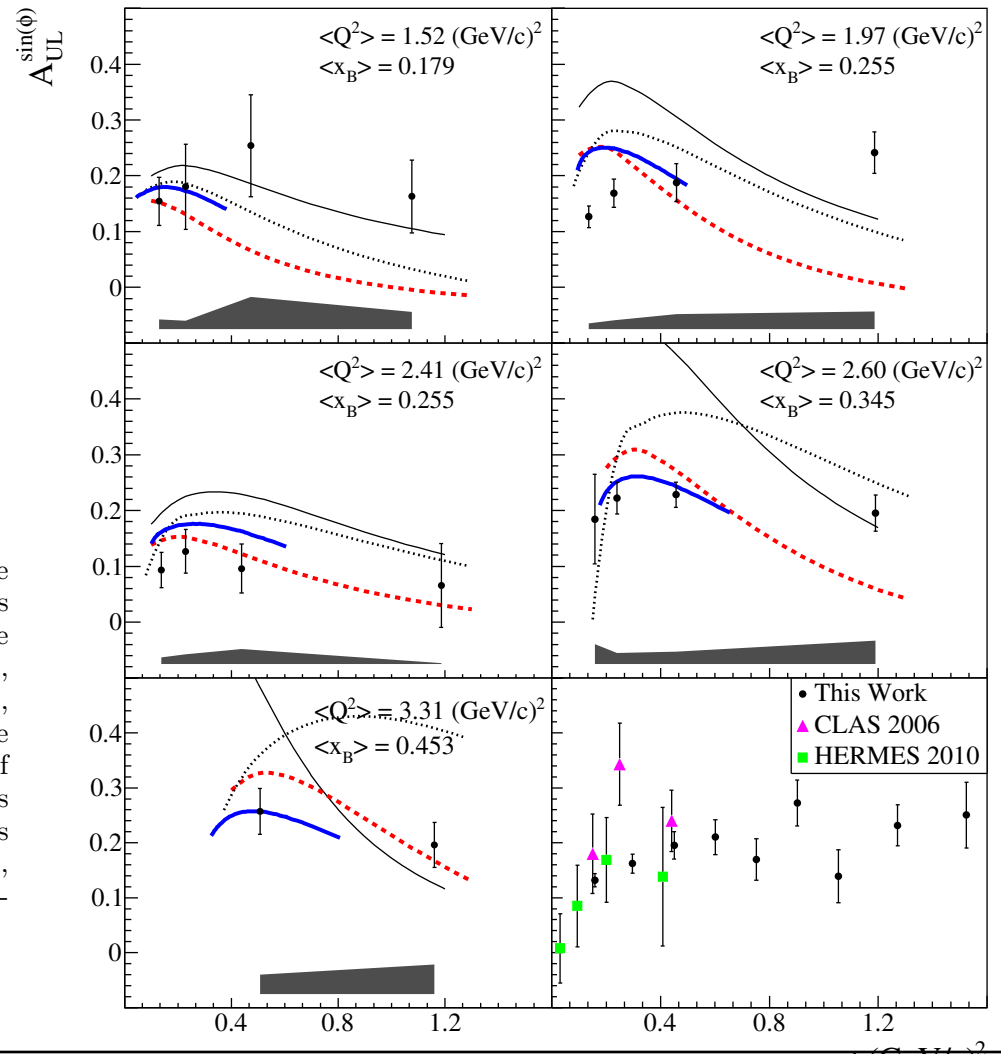 A_UL^sin(ϕ)
<Q²> = 1.52 (GeV/c)²
<x_B> = 0.179
<Q²> = 1.97 (GeV/c)²
<x_B> = 0.255
0.4
0.3
0.2
0.1
0
<Q²> = 2.41 (GeV/c)²
<x_B> = 0.255
<Q²> = 2.60 (GeV/c)²
<x_B> = 0.345
0.4
0.3
0.2
0.1
0
<Q²> = 3.31 (GeV/c)²
<x_B> = 0.453
This Work
CLAS 2006
HERMES 2010
0.4
0.3
0.2
0.1
0
0.4 0.8 1.2
0.4 0.8 1.2